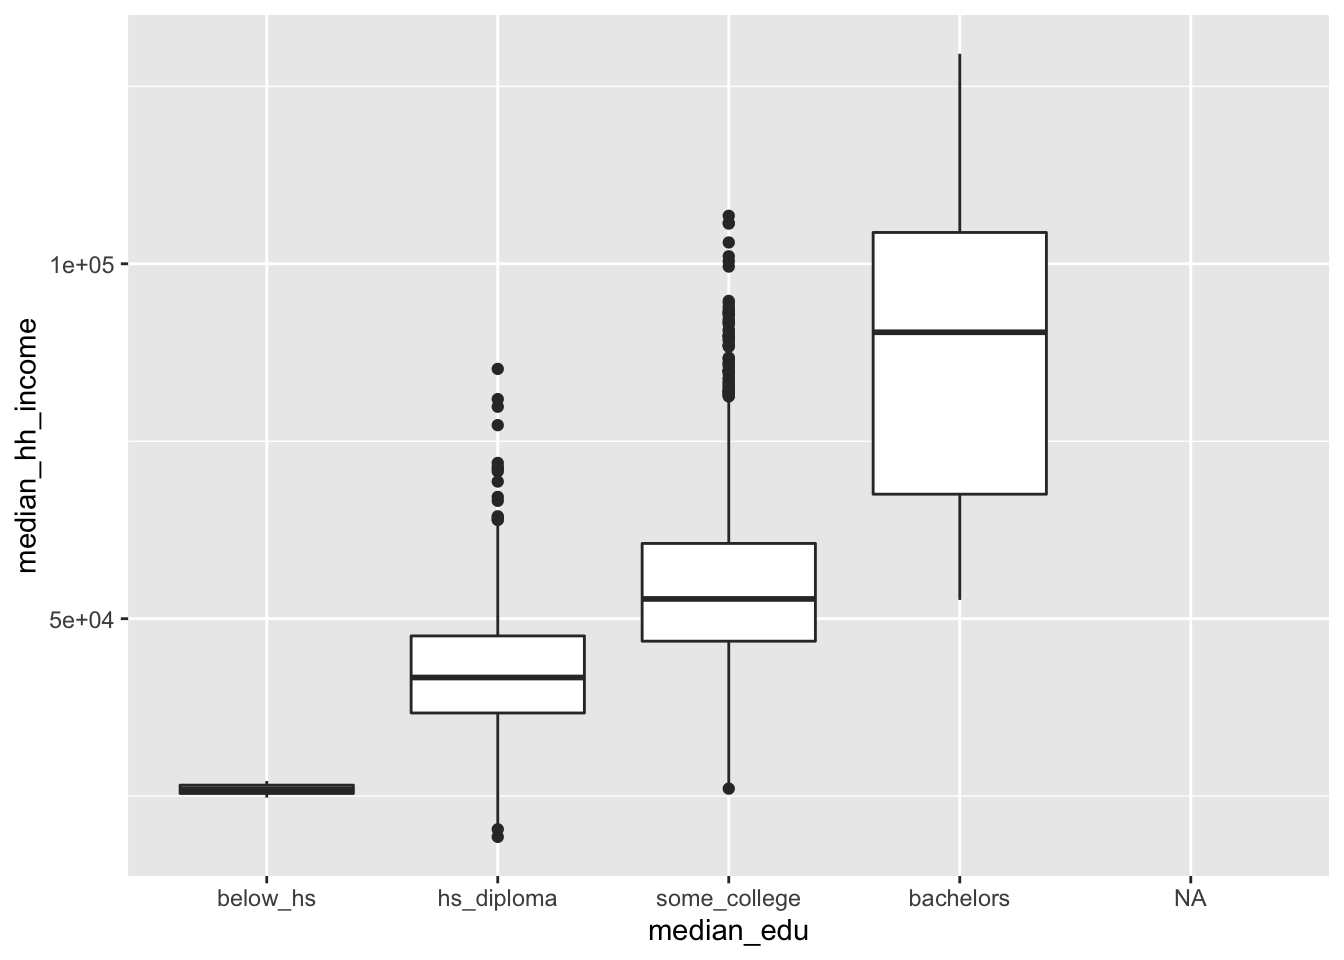 median_hh_income
1e+05
5e+04
below_hs
hs_diploma
some_college
bachelors
NA
median_edu